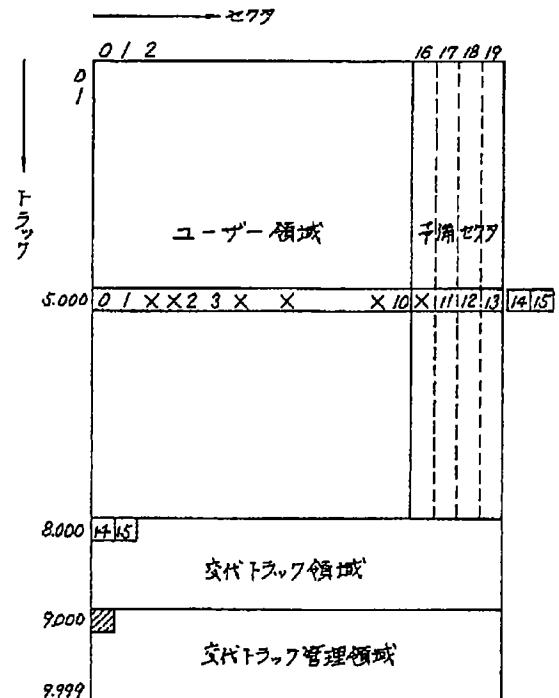 セクタ
0 1 2 16 17 18 19
0
1
トラック
ユーザー領域 予備セクタ
5.000 0 1 × × 2 3 × × × 10 × 11 12 13 14 15
8.000 14 15
交代トラック領域
9.000
交代トラック管理領域
9.999